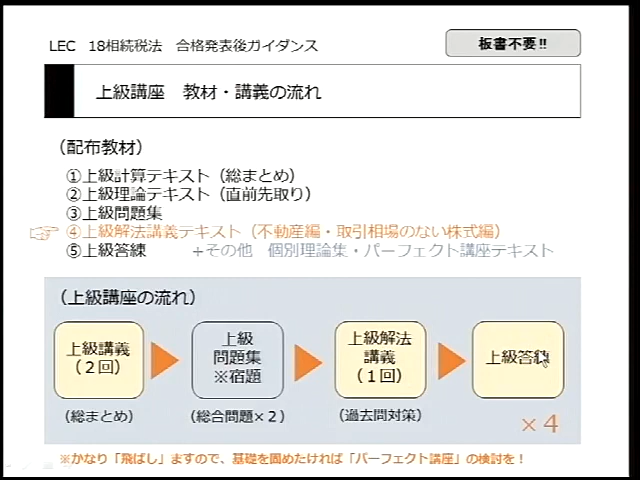 LEC 18相続税法 合格発表後ガイダンス
板書不要!!
上級講座 教材・講義の流れ
（配布教材）
①上級計算テキスト（総まとめ）
②上級理論テキスト（直前先取り）
③上級問題集
④上級解法講義テキスト（不動産編・取引相場のない株式編）
⑤上級答練 ＋その他 個別理論集・パーフェクト講座テキスト
（上級講座の流れ）
上級講義
（２回）
（総まとめ）
上級
問題集
※宿題
（総合問題×２）
上級解法
講義
（１回）
（過去問対策）
上級答練
×４
※かなり「飛ばし」ますので、基礎を固めたければ「パーフェクト講座」の検討を！